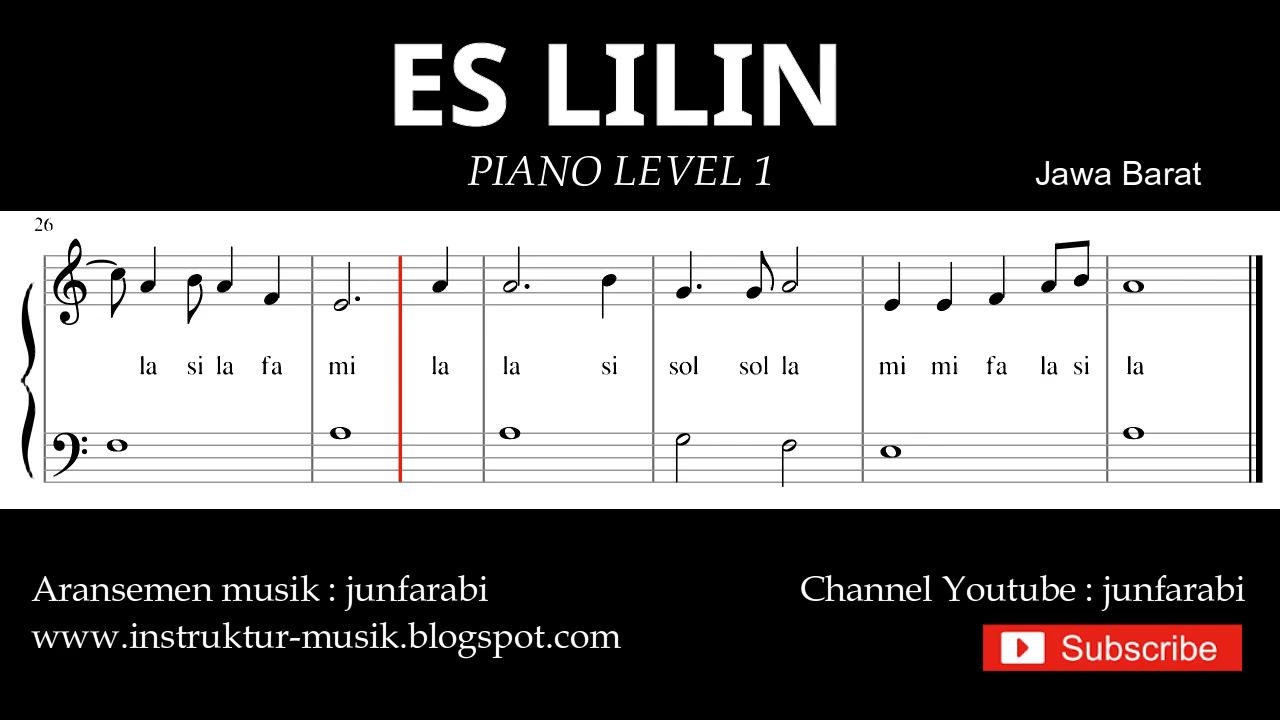 ES LILIN
PIANO LEVEL 1
Jawa Barat
26
la si la fa mi la la si sol sol la mi mi fa la si la
Aransemen musik : junfarabi
www.instruktur-musik.blogspot.com
Channel Youtube : junfarabi
Subscribe